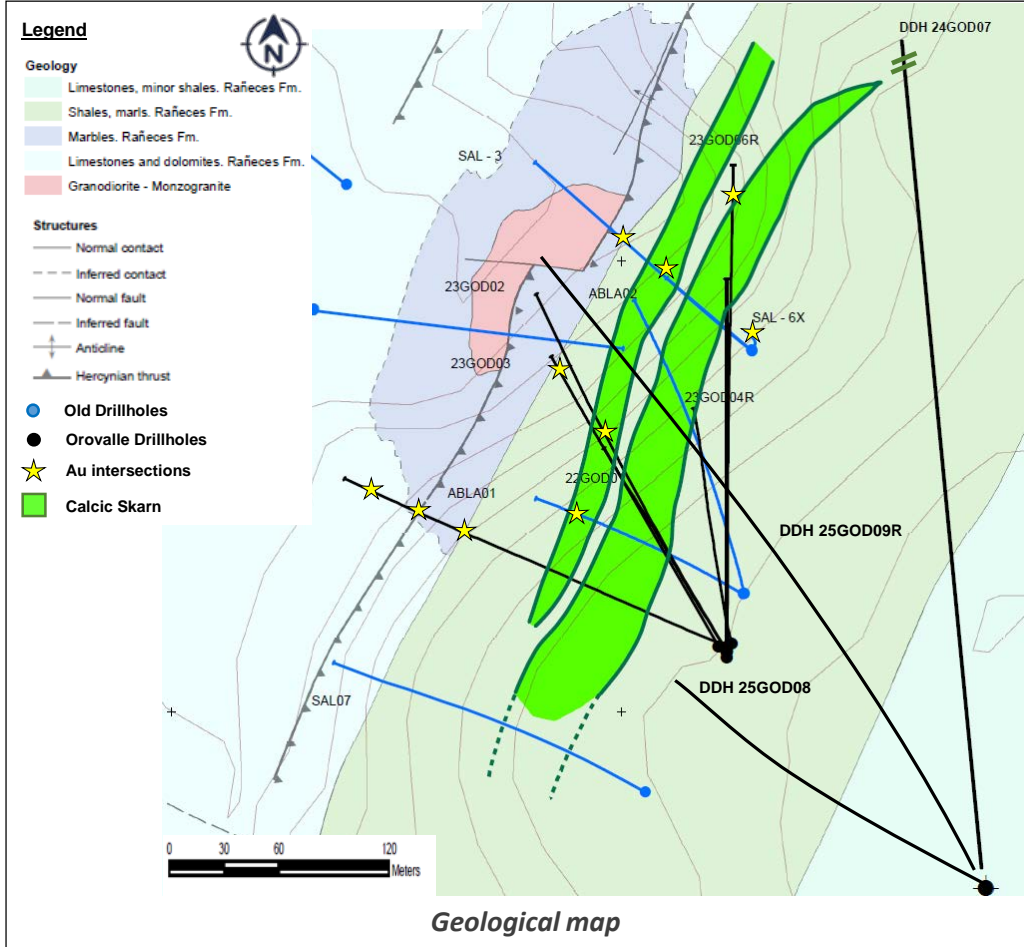 Legend
N
Geology
Limestones, minor shales. Rañeces Fm.
Shales, marls. Rañeces Fm.
Marbles. Rañeces Fm.
Limestones and dolomites. Rañeces Fm.
Granodiorite - Monzogranite
Structures
Normal contact
Inferred contact
Normal fault
Inferred fault
Anticline
Hercynian thrust
Old Drillholes
Orovalle Drillholes
Au intersections
Calcic Skarn
DDH 24GOD07
23GOD06R
SAL - 3
23GOD02
ABLA02
SAL - 6X
23GOD03
23GOD04R
22GOD0
ABLA01
DDH 25GOD09R
DDH 25GOD08
SAL07
0 30 60 120
Meters
Geological map